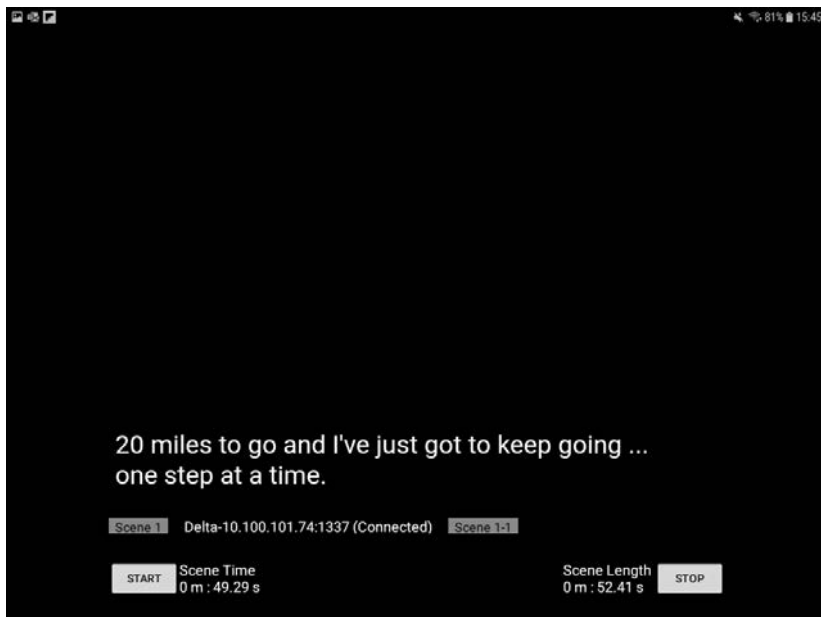 81% 15:45
20 miles to go and I've just got to keep going ...
one step at a time.
Scene 1 Delta-10.100.101.74:1337 (Connected) Scene 1-1
START Scene Time Scene Length STOP
0 m : 49.29 s 0 m : 52.41 s